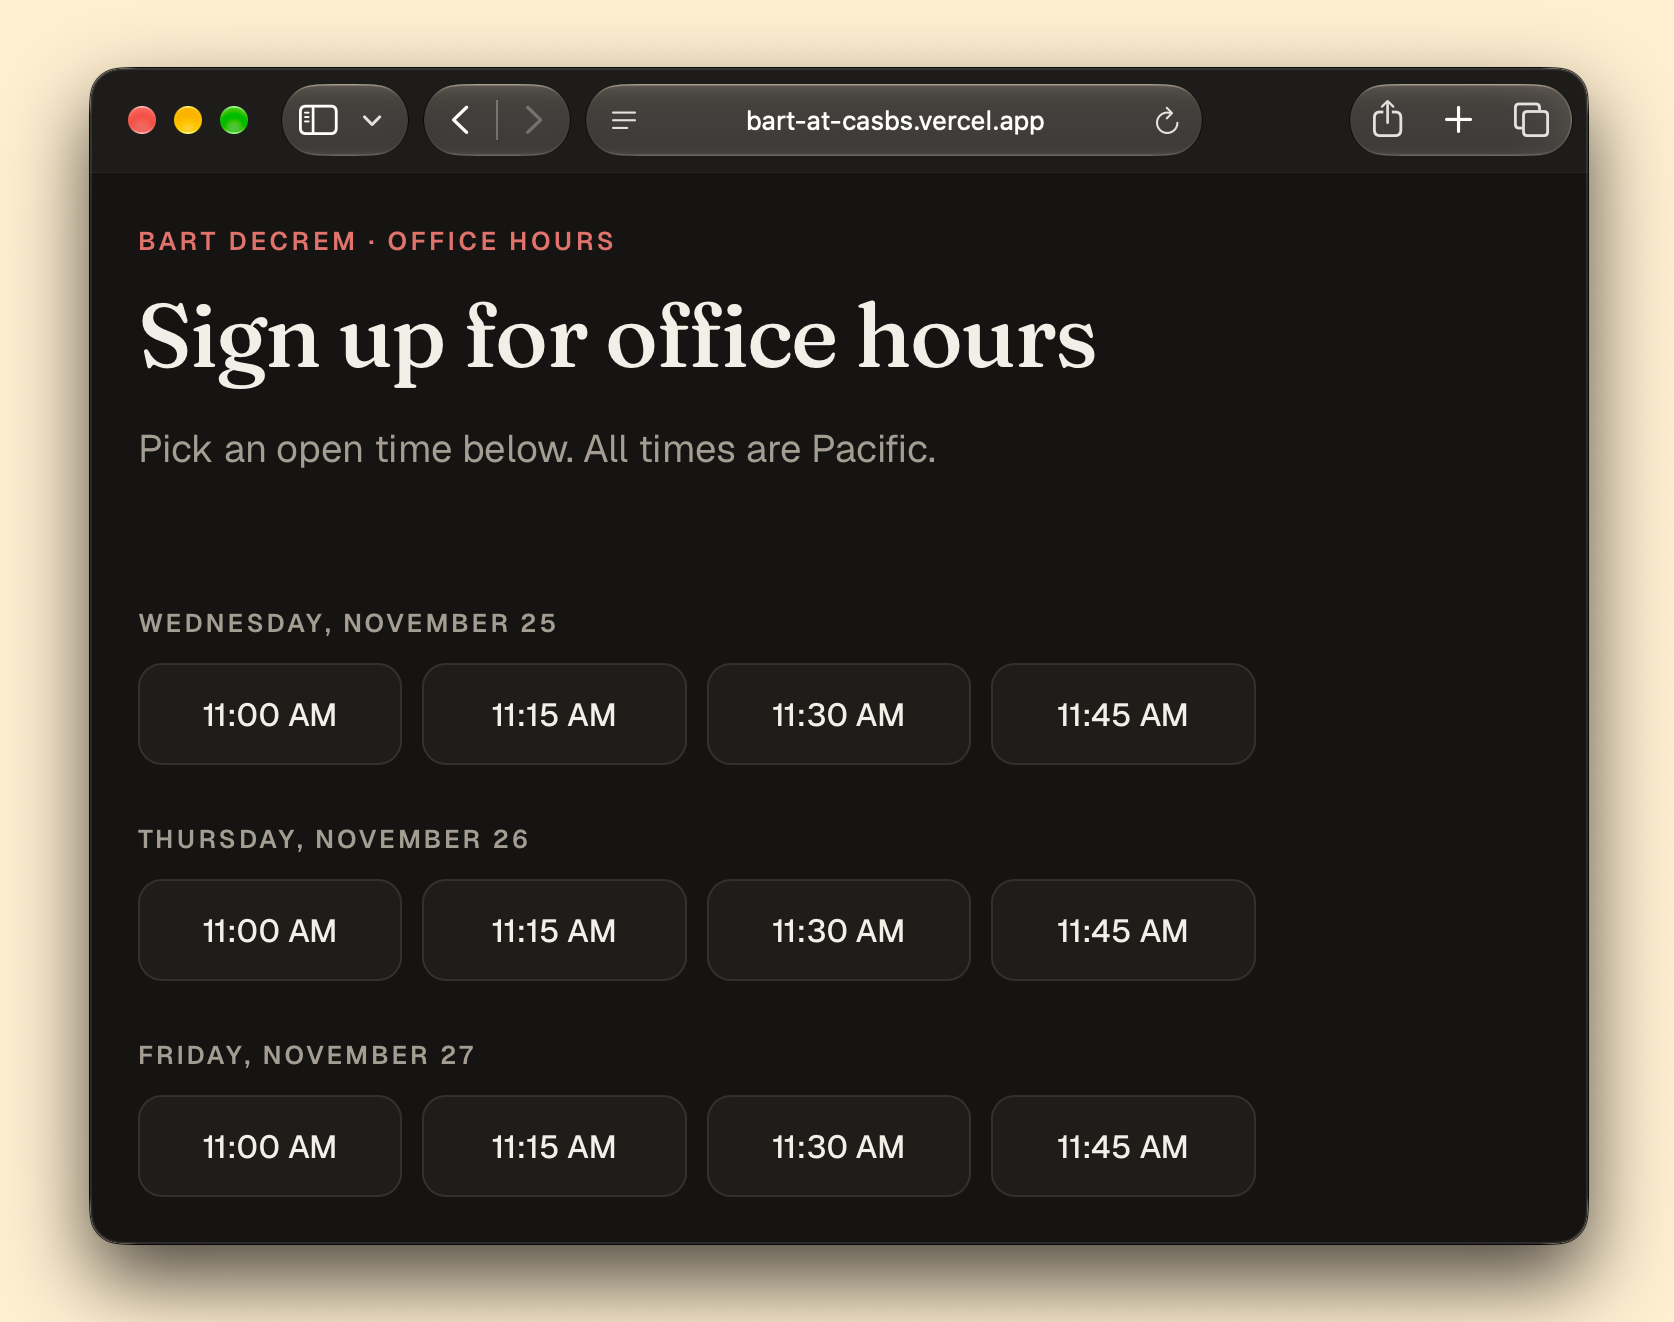 bart-at-casbs.vercel.app
BART DECREM · OFFICE HOURS
Sign up for office hours
Pick an open time below. All times are Pacific.
WEDNESDAY, NOVEMBER 25
11:00 AM 11:15 AM 11:30 AM 11:45 AM
THURSDAY, NOVEMBER 26
11:00 AM 11:15 AM 11:30 AM 11:45 AM
FRIDAY, NOVEMBER 27
11:00 AM 11:15 AM 11:30 AM 11:45 AM